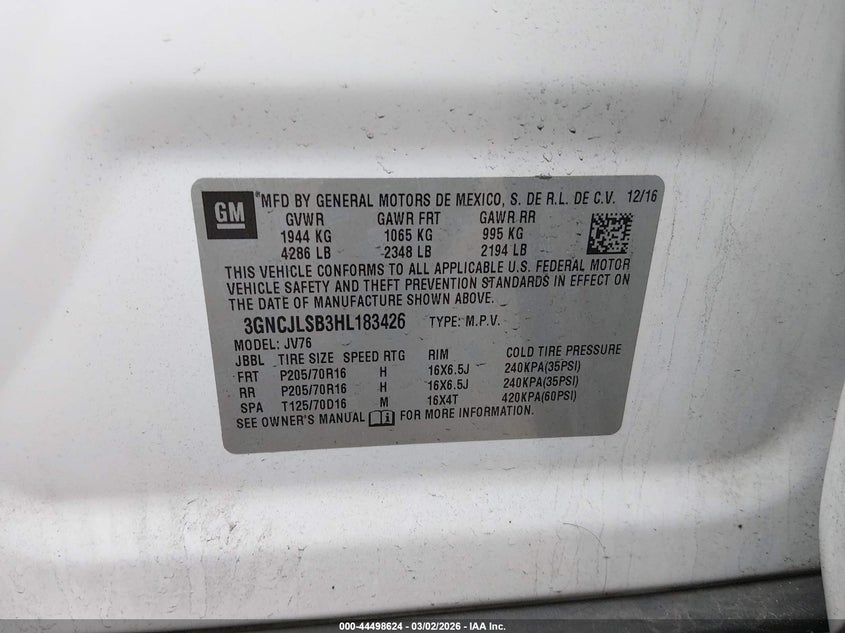 GM
®MFD BY GENERAL MOTORS DE MEXICO, S. DE R.L. DE C.V. 12/16
GVWR GAWR FRT GAWR RR
1944 KG 1065 KG 995 KG
4286 LB 2348 LB 2194 LB
THIS VEHICLE CONFORMS TO ALL APPLICABLE U.S. FEDERAL MOTOR
VEHICLE SAFETY AND THEFT PREVENTION STANDARDS IN EFFECT ON
THE DATE OF MANUFACTURE SHOWN ABOVE.
3GNCJLSB3HL183426 TYPE: M.P.V.
MODEL: JV76
JBBL TIRE SIZE SPEED RTG RIM COLD TIRE PRESSURE
FRT P205/70R16 H 16X6.5J 240KPA(35PSI)
RR P205/70R16 H 16X6.5J 240KPA(35PSI)
SPA T125/70D16 M 16X4T 420KPA(60PSI)
SEE OWNER'S MANUAL FOR MORE INFORMATION.
000-44498624 - 03/02/2026 - IAA Inc.